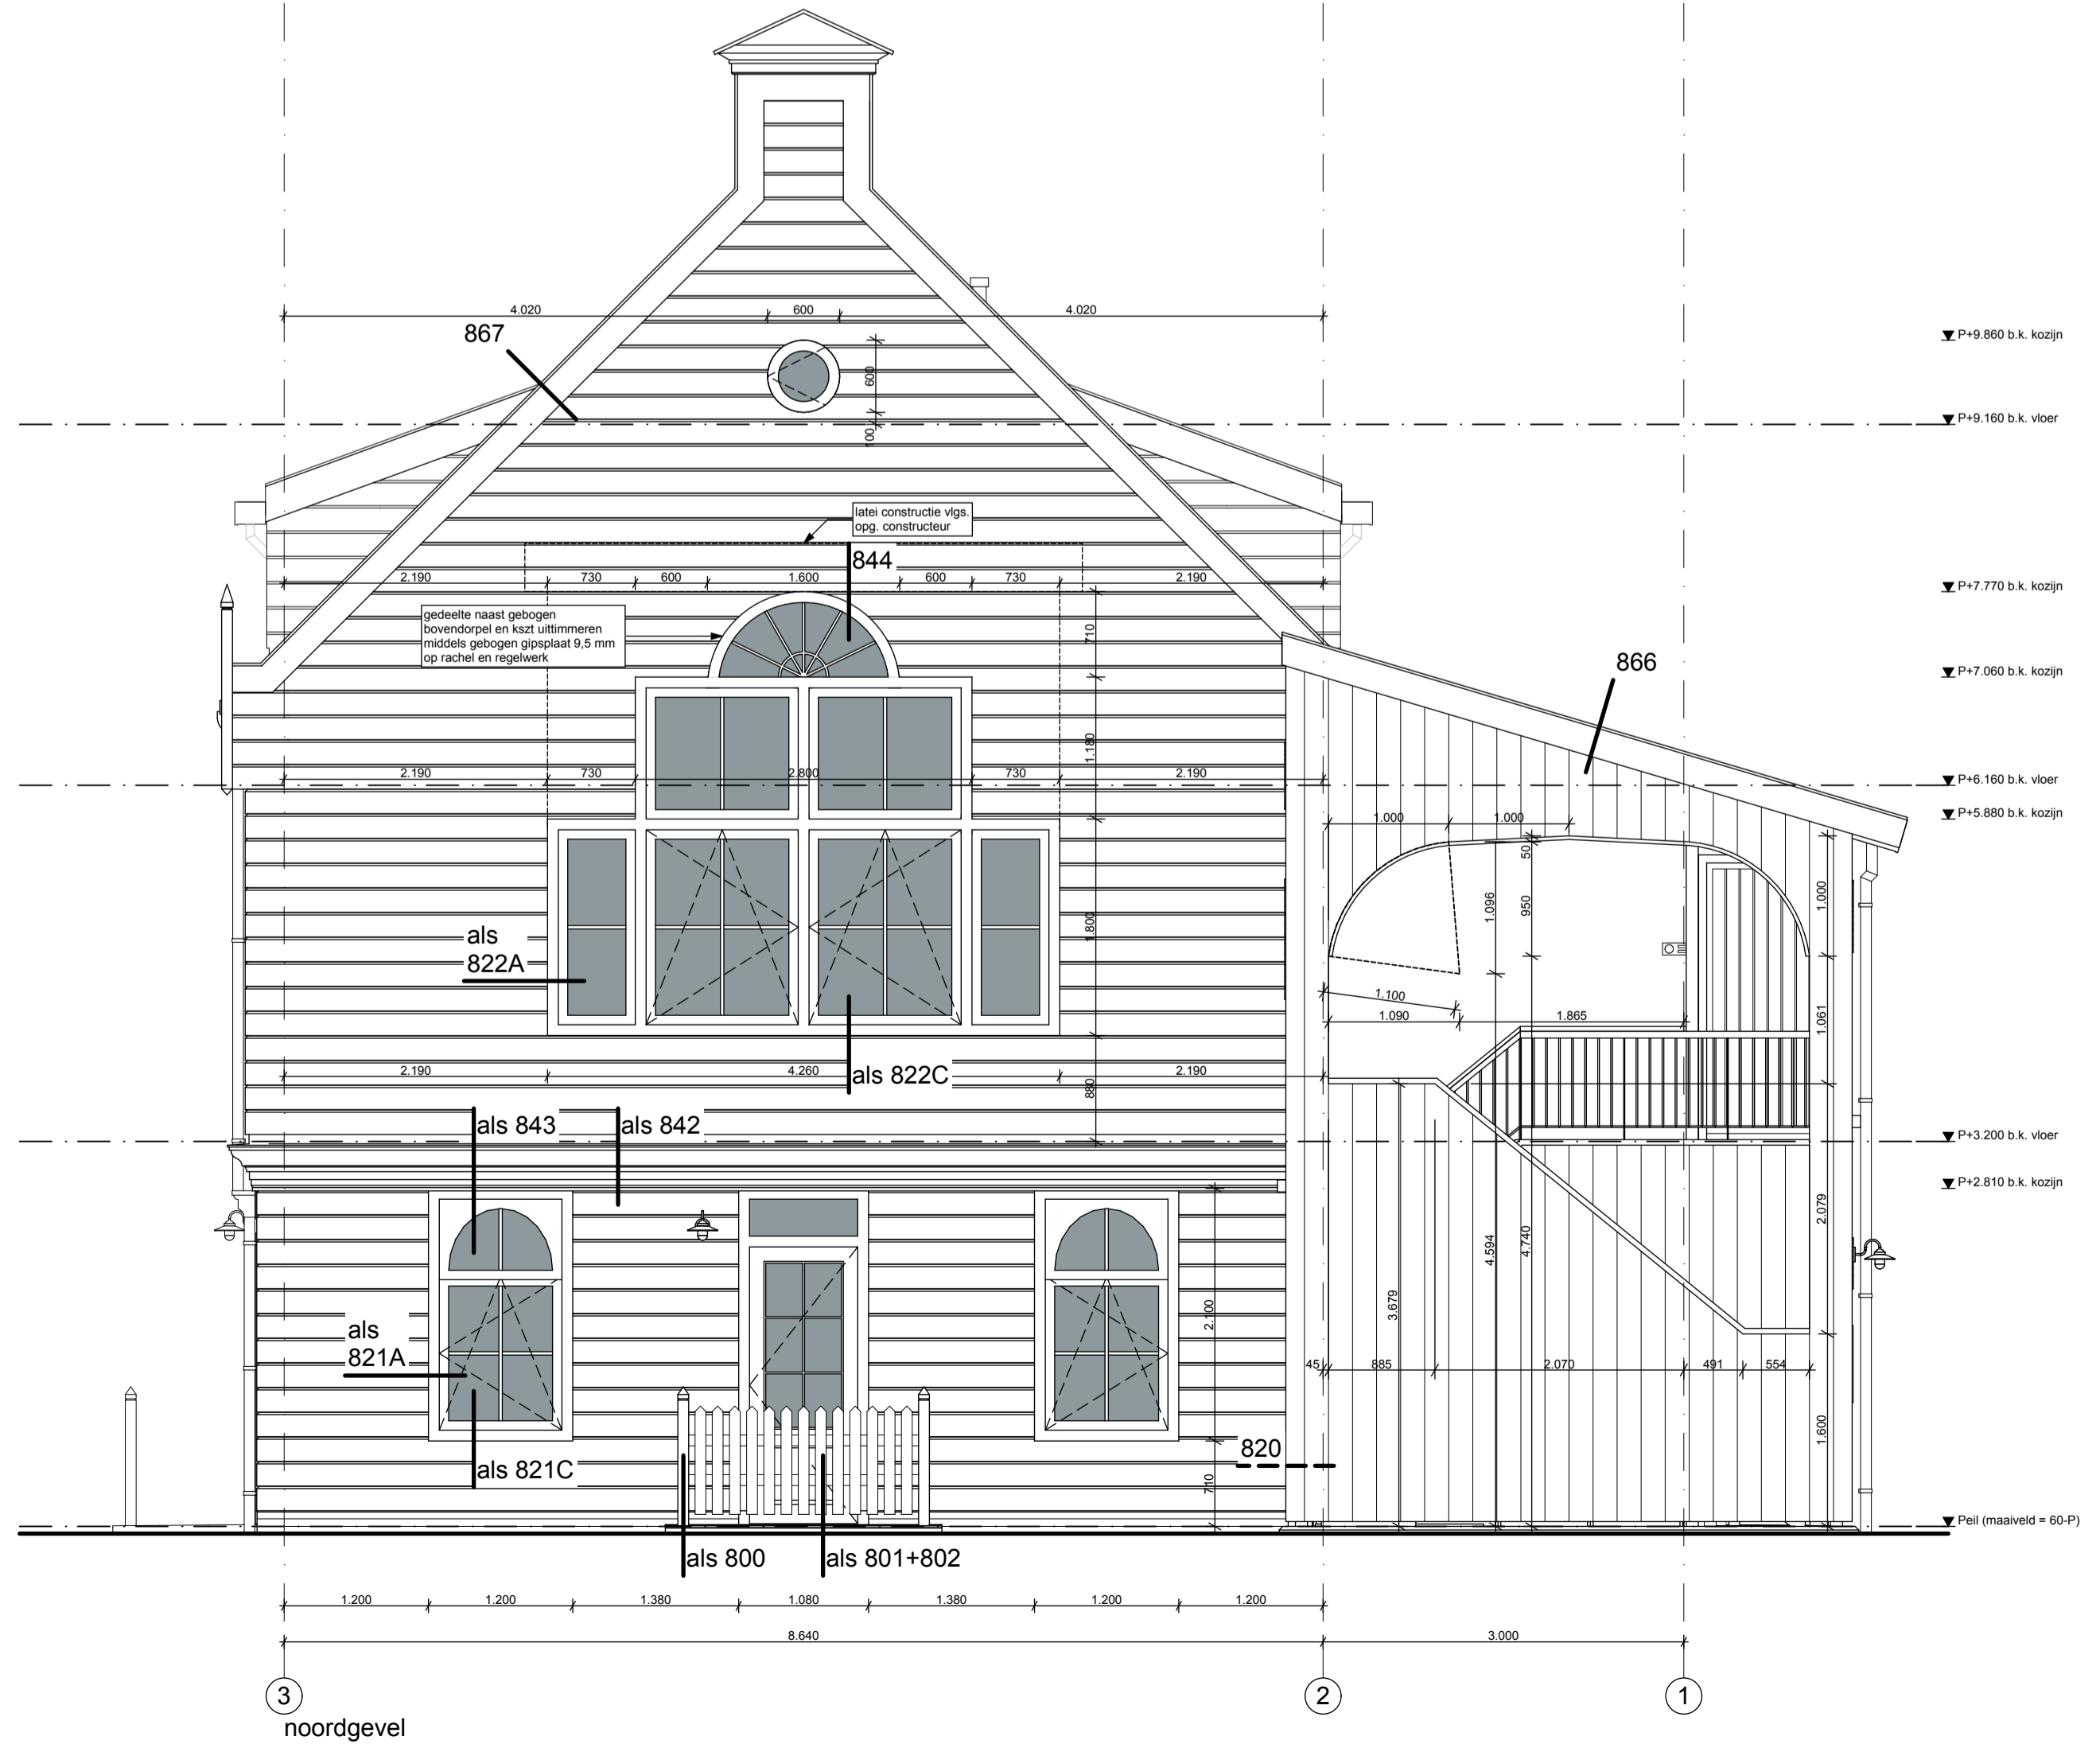 4.020
600
4.020
867
P+9.860 b.k. kozijn
600
P+9.160 b.k. vloer
100
latei constructie vlgs.
opg. constructeur
844
2.190
730
600
1.600
600
730
2.190
P+7.770 b.k. kozijn
gedeelte naast gebogen
bovendorpel en kszt uittimmeren
middels gebogen gipsplaat 9,5 mm
op rachel en regelwerk
710
866
P+7.060 b.k. kozijn
1.180
2.190
730
2.800
730
2.190
P+6.160 b.k. vloer
P+5.880 b.k. kozijn
1.000
1.000
50
1.096
950
1.000
1.800
als
822A
1.100
1.090
1.865
1.061
2.190
4.260
als 822C
2.190
880
als 843
als 842
P+3.200 b.k. vloer
P+2.810 b.k. kozijn
2.079
4.594
4.740
3.679
2.100
als
821A
45
885
2.070
491
554
1.600
als 821C
820
710
Peil (maaiveld = 60-P)
als 800
als 801+802
1.200
1.200
1.380
1.080
1.380
1.200
1.200
8.640
3.000
3
2
1
noordgevel